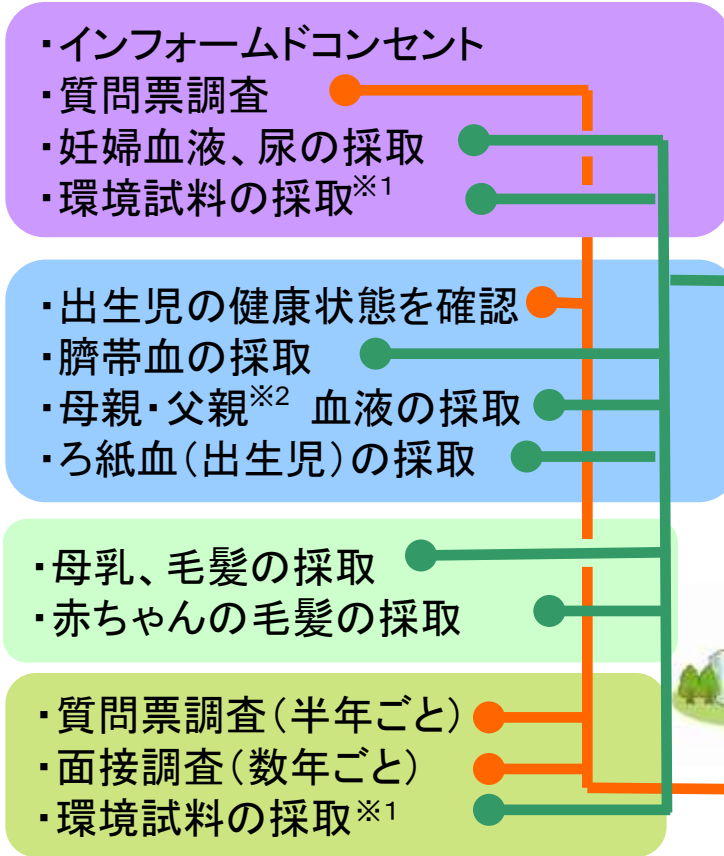 ・インフォームドコンセント
・質問票調査
・妊婦血液、尿の採取
・環境試料の採取※1
・出生児の健康状態を確認
・臍帯血の採取
・母親・父親※2 血液の採取
・ろ紙血(出生児)の採取
・母乳、毛髪の採取
・赤ちゃんの毛髪の採取
・質問票調査(半年ごと)
・面接調査(数年ごと)
・環境試料の採取※1